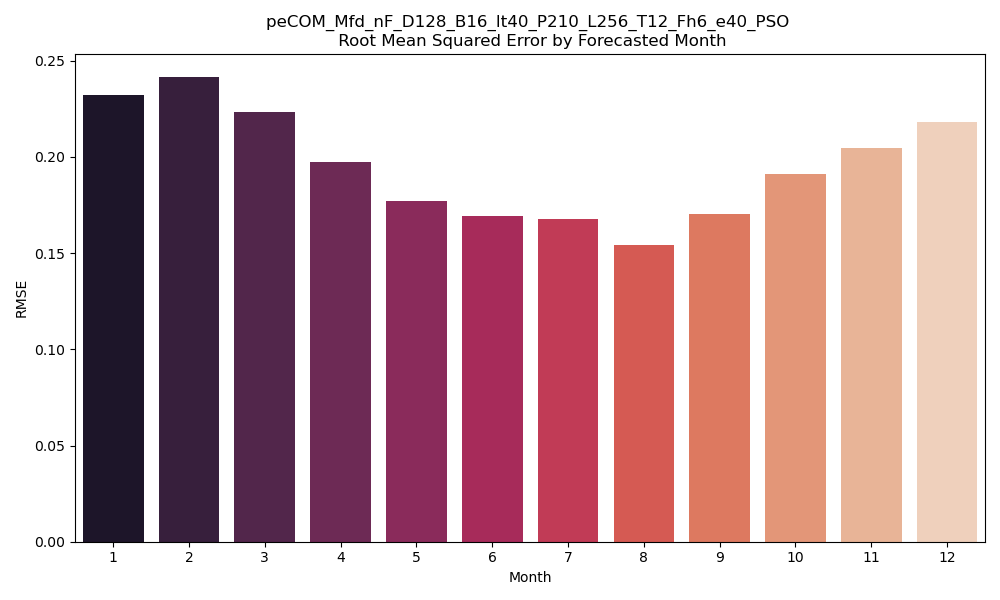 peCOM_Mfd_nF_D128_B16_It40_P210_L256_T12_Fh6_e40_PSO
Root Mean Squared Error by Forecasted Month
0.25
0.20
0.15
0.10
0.05
0.00
RMSE
1 2 3 4 5 6 7 8 9 10 11 12
Month